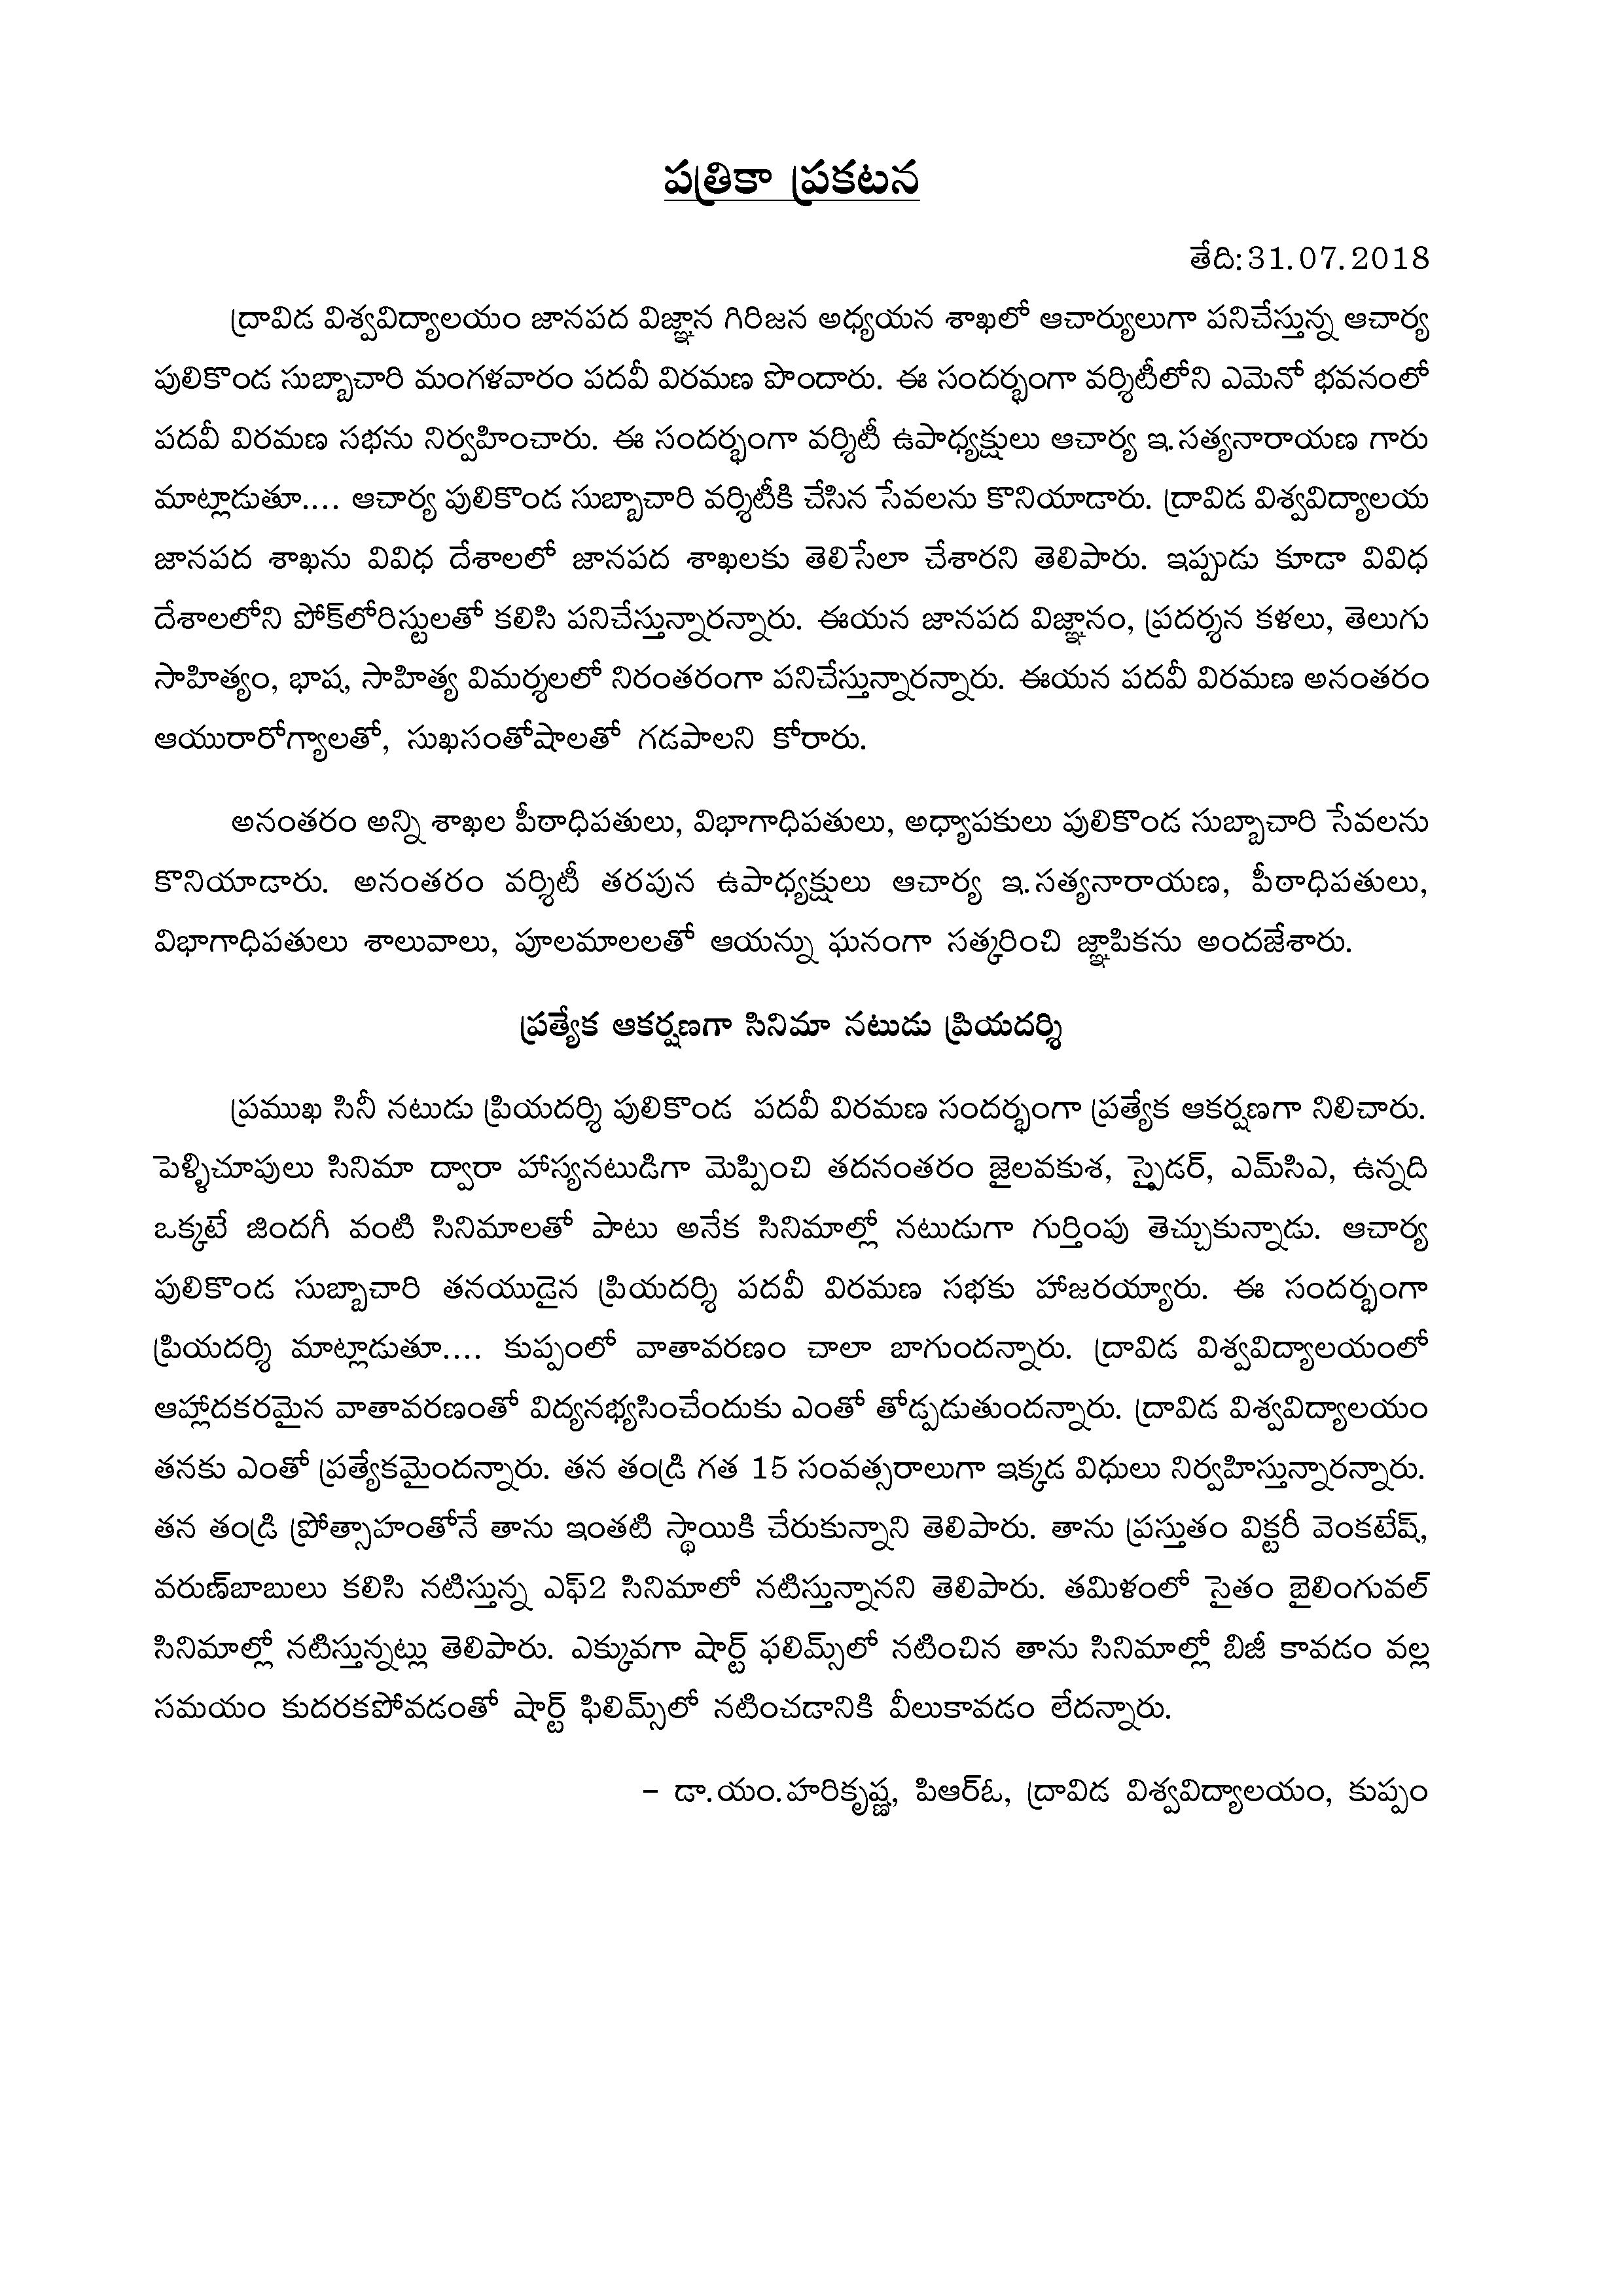 పత్రికా ప్రకటన
తేది:31.07.2018
ద్రావిడ విశ్వవిద్యాలయం జానపద విజ్ఞాన గిరిజన అధ్యయన శాఖలో ఆచార్యులుగా పనిచేస్తున్న ఆచార్య
పులికొండ సుబ్బాచారి మంగళవారం పదవీ విరమణ పొందారు. ఈ సందర్భంగా వర్శిటీలోని ఎమెనో భవనంలో
పదవీ విరమణ సభను నిర్వహించారు. ఈ సందర్భంగా వర్శిటీ ఉపాధ్యక్షులు ఆచార్య ఇ.సత్యనారాయణ గారు
మాట్లాడుతూ.... ఆచార్య పులికొండ సుబ్బాచారి వర్శిటీకి చేసిన సేవలను కొనియాడారు. ద్రావిడ విశ్వవిద్యాలయ
జానపద శాఖను వివిధ దేశాలలో జానపద శాఖలకు తెలిసేలా చేశారని తెలిపారు. ఇప్పుడు కూడా వివిధ
దేశాలలోని పోక్‌లోరిస్టులతో కలిసి పనిచేస్తున్నారన్నారు. ఈయన జానపద విజ్ఞానం, ప్రదర్శన కళలు, తెలుగు
సాహిత్యం, భాష, సాహిత్య విమర్శలలో నిరంతరంగా పనిచేస్తున్నారన్నారు. ఈయన పదవీ విరమణ అనంతరం
ఆయురారోగ్యాలతో, సుఖసంతోషాలతో గడపాలని కోరారు.
అనంతరం అన్ని శాఖల పీఠాధిపతులు, విభాగాధిపతులు, అధ్యాపకులు పులికొండ సుబ్బాచారి సేవలను
కొనియాడారు. అనంతరం వర్శిటీ తరపున ఉపాధ్యక్షులు ఆచార్య ఇ.సత్యనారాయణ, పీఠాధిపతులు,
విభాగాధిపతులు శాలువాలు, పూలమాలలతో ఆయన్ను ఘనంగా సత్కరించి జ్ఞాపికను అందజేశారు.
ప్రత్యేక ఆకర్షణగా సినిమా నటుడు ప్రియదర్శి
ప్రముఖ సినీ నటుడు ప్రియదర్శి పులికొండ పదవీ విరమణ సందర్భంగా ప్రత్యేక ఆకర్షణగా నిలిచారు.
పెళ్ళిచూపులు సినిమా ద్వారా హాస్యనటుడిగా మెప్పించి తదనంతరం జైలవకుశ, స్పైడర్, ఎమ్‌సిఎ, ఉన్నది
ఒక్కటే జిందగీ వంటి సినిమాలతో పాటు అనేక సినిమాల్లో నటుడుగా గుర్తింపు తెచ్చుకున్నాడు. ఆచార్య
పులికొండ సుబ్బాచారి తనయుడైన ప్రియదర్శి పదవీ విరమణ సభకు హాజరయ్యారు. ఈ సందర్భంగా
ప్రియదర్శి మాట్లాడుతూ.... కుప్పంలో వాతావరణం చాలా బాగుందన్నారు. ద్రావిడ విశ్వవిద్యాలయంలో
ఆహ్లాదకరమైన వాతావరణంతో విద్యనభ్యసించేందుకు ఎంతో తోడ్పడుతుందన్నారు. ద్రావిడ విశ్వవిద్యాలయం
తనకు ఎంతో ప్రత్యేకమైందన్నారు. తన తండ్రి గత 15 సంవత్సరాలుగా ఇక్కడ విధులు నిర్వహిస్తున్నారన్నారు.
తన తండ్రి ప్రోత్సాహంతోనే తాను ఇంతటి స్థాయికి చేరుకున్నాని తెలిపారు. తాను ప్రస్తుతం విక్టరీ వెంకటేష్,
వరుణ్‌బాబులు కలిసి నటిస్తున్న ఎఫ్2 సినిమాలో నటిస్తున్నానని తెలిపారు. తమిళంలో సైతం బైలింగువల్
సినిమాల్లో నటిస్తున్నట్లు తెలిపారు. ఎక్కువగా షార్ట్ ఫలిమ్స్‌లో నటించిన తాను సినిమాల్లో బిజీ కావడం వల్ల
సమయం కుదరకపోవడంతో షార్ట్ ఫిలిమ్స్‌లో నటించడానికి వీలుకావడం లేదన్నారు.
– డా.యం.హరికృష్ణ, పిఆర్‌ఓ, ద్రావిడ విశ్వవిద్యాలయం, కుప్పం